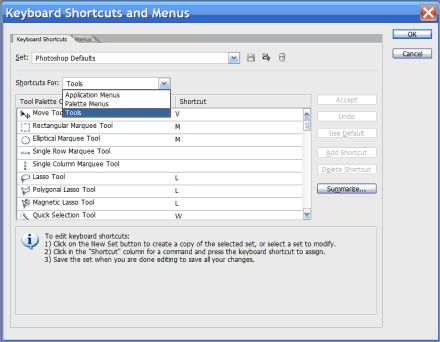 Keyboard Shortcuts and Menus
Keyboard Shortcuts Menus
OK
Set: Photoshop Defaults
Cancel
Shortcuts For: Tools
Application Menus
Palette Menus
Tools
Tool Palette C Shortcut
Accept
Move Too V
Undo
Rectangular Marquee Tool M
Use Default
Elliptical Marquee Tool M
Single Row Marquee Tool
Add Shortcut
Single Column Marquee Tool
Delete Shortcut
Lasso Tool L
Polygonal Lasso Tool L
Summarize...
Magnetic Lasso Tool L
Quick Selection Tool W
To edit keyboard shortcuts:
1) Click on the New Set button to create a copy of the selected set, or select a set to modify.
2) Click in the "Shortcut" column for a command and press the keyboard shortcut to assign.
3) Save the set when you are done editing to save all your changes.